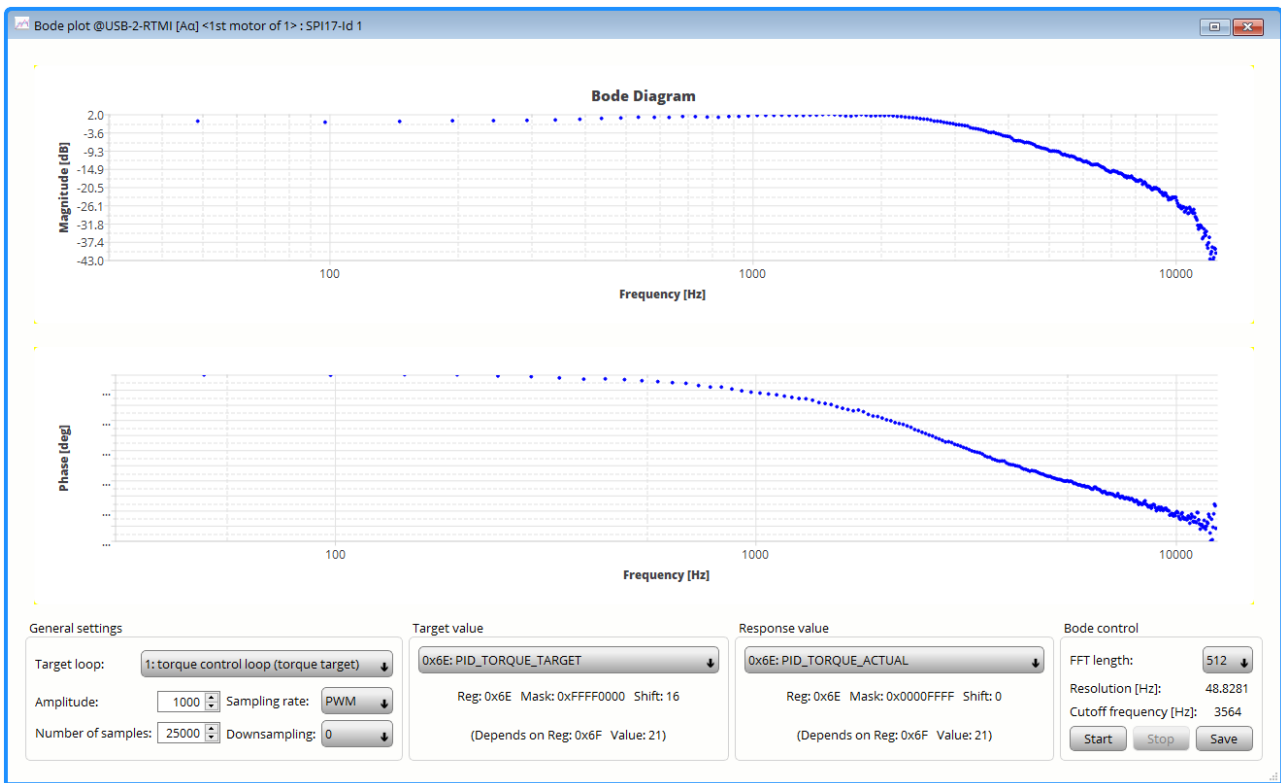 Bode plot @USB-2-RTMI [Aα] <1st motor of 1> : SPI17-Id 1
Bode Diagram
Magnitude [dB]
2.0
-3.6
-9.3
-14.9
-20.5
-26.1
-31.8
-37.4
-43.0
100
1000
10000
Frequency [Hz]
Phase [deg]
...
...
...
...
...
...
100
1000
10000
Frequency [Hz]
General settings
Target loop: 1: torque control loop (torque target)
Amplitude: 1000 Sampling rate: PWM
Number of samples: 25000 Downsampling: 0
Target value
0x6E: PID_TORQUE_TARGET
Reg: 0x6E Mask: 0xFFFF0000 Shift: 16
(Depends on Reg: 0x6F Value: 21)
Response value
0x6E: PID_TORQUE_ACTUAL
Reg: 0x6E Mask: 0x0000FFFF Shift: 0
(Depends on Reg: 0x6F Value: 21)
Bode control
FFT length: 512
Resolution [Hz]: 48.8281
Cutoff frequency [Hz]: 3564
Start Stop Save